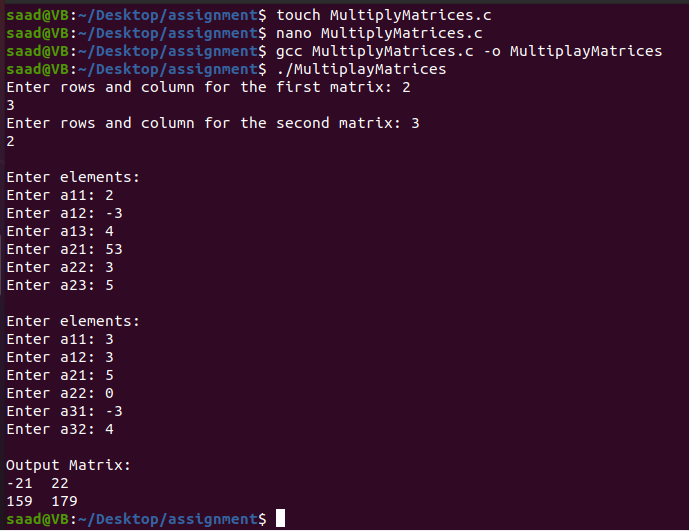 saad@VB:~/Desktop/assignment$ touch MultiplyMatrices.c
saad@VB:~/Desktop/assignment$ nano MultiplyMatrices.c
saad@VB:~/Desktop/assignment$ gcc MultiplyMatrices.c -o MultiplayMatrices
saad@VB:~/Desktop/assignment$ ./MultiplayMatrices
Enter rows and column for the first matrix: 2
3
Enter rows and column for the second matrix: 3
2
Enter elements:
Enter a11: 2
Enter a12: -3
Enter a13: 4
Enter a21: 53
Enter a22: 3
Enter a23: 5
Enter elements:
Enter a11: 3
Enter a12: 3
Enter a21: 5
Enter a22: 0
Enter a31: -3
Enter a32: 4
Output Matrix:
-21  22
159  179
saad@VB:~/Desktop/assignment$